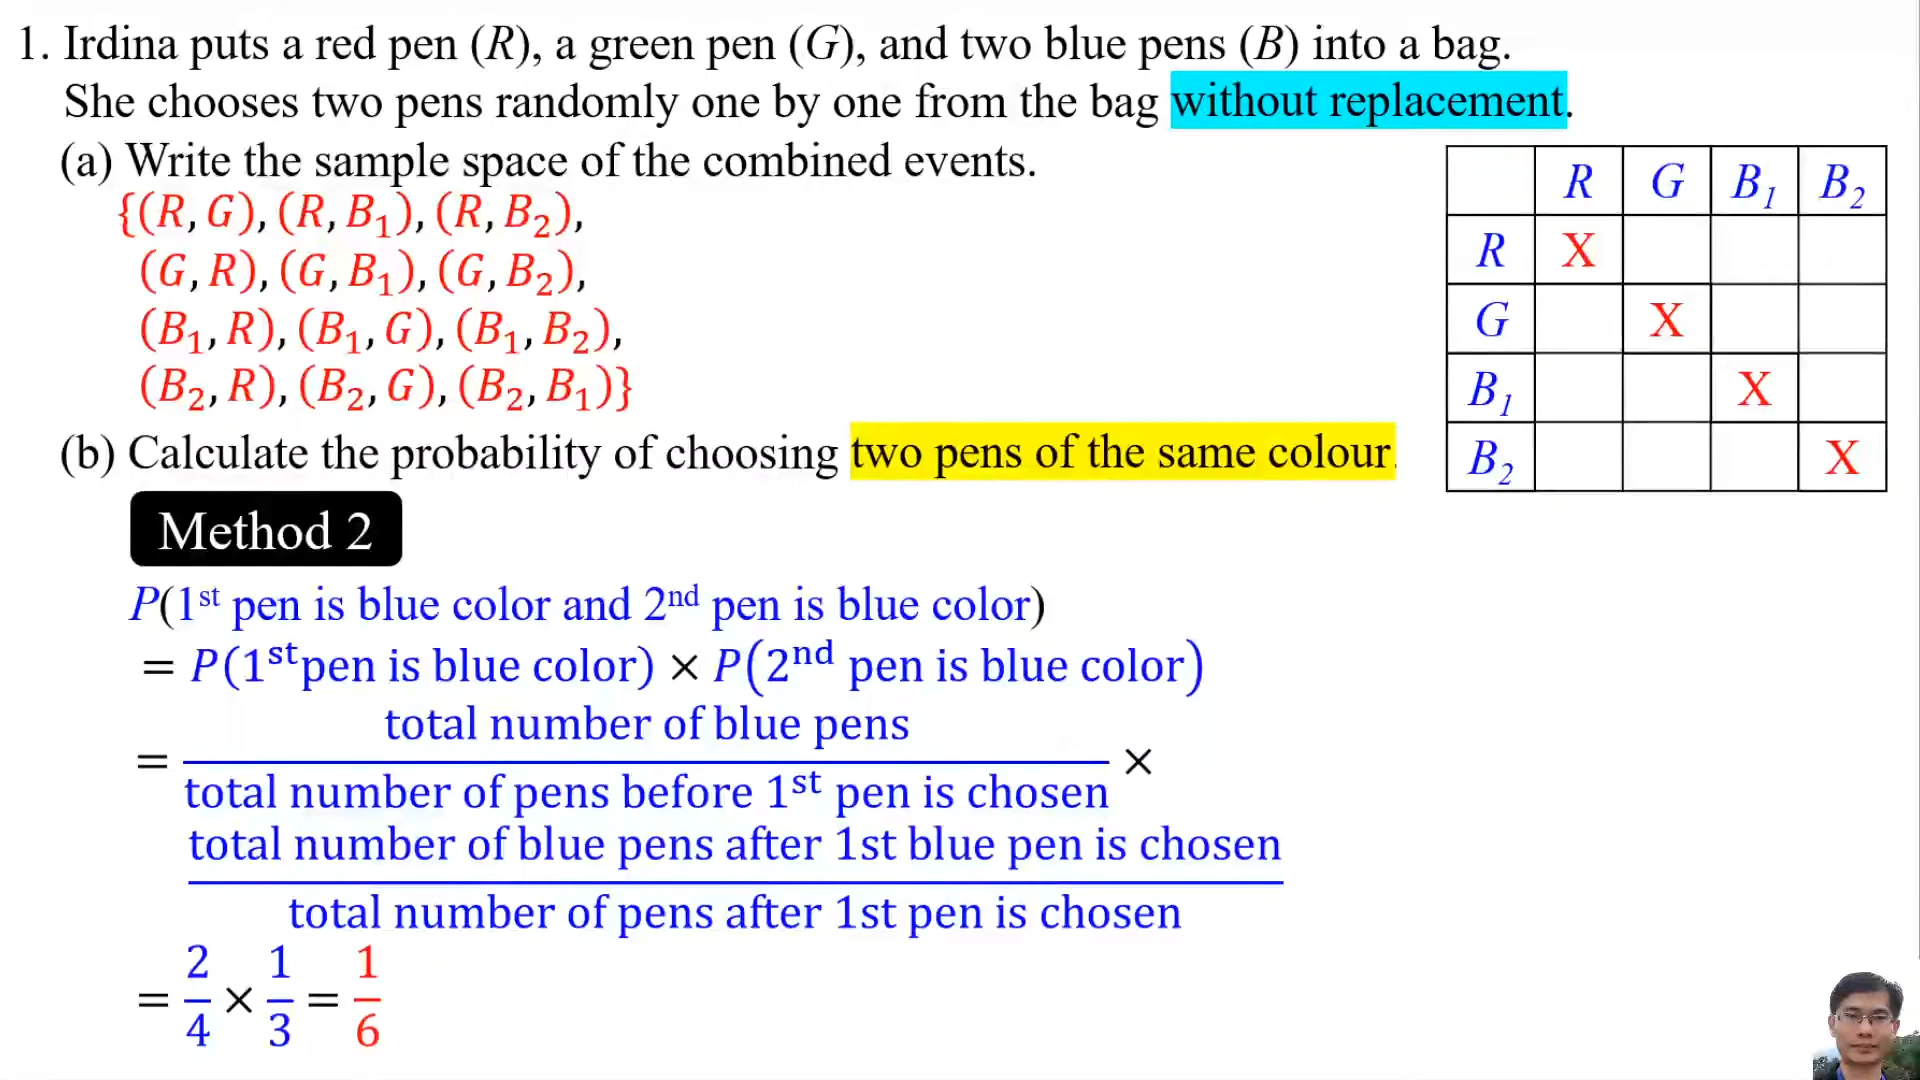 1. Irdina puts a red pen (R), a green pen (G), and two blue pens (B) into a bag.
She chooses two pens randomly one by one from the bag without replacement.
(a) Write the sample space of the combined events.
{(R, G), (R, B₁), (R, B₂),
(G, R), (G, B₁), (G, B₂),
(B₁, R), (B₁, G), (B₁, B₂),
(B₂, R), (B₂, G), (B₂, B₁)}
R G B₁ B₂
R X
G X
B₁ X
B₂ X
(b) Calculate the probability of choosing two pens of the same colour.
Method 2
P(1st pen is blue color and 2nd pen is blue color)
= P(1st pen is blue color) × P(2nd pen is blue color)
total number of blue pens
= ×
total number of pens before 1st pen is chosen
total number of blue pens after 1st blue pen is chosen
total number of pens after 1st pen is chosen
= 2/4 × 1/3 = 1/6